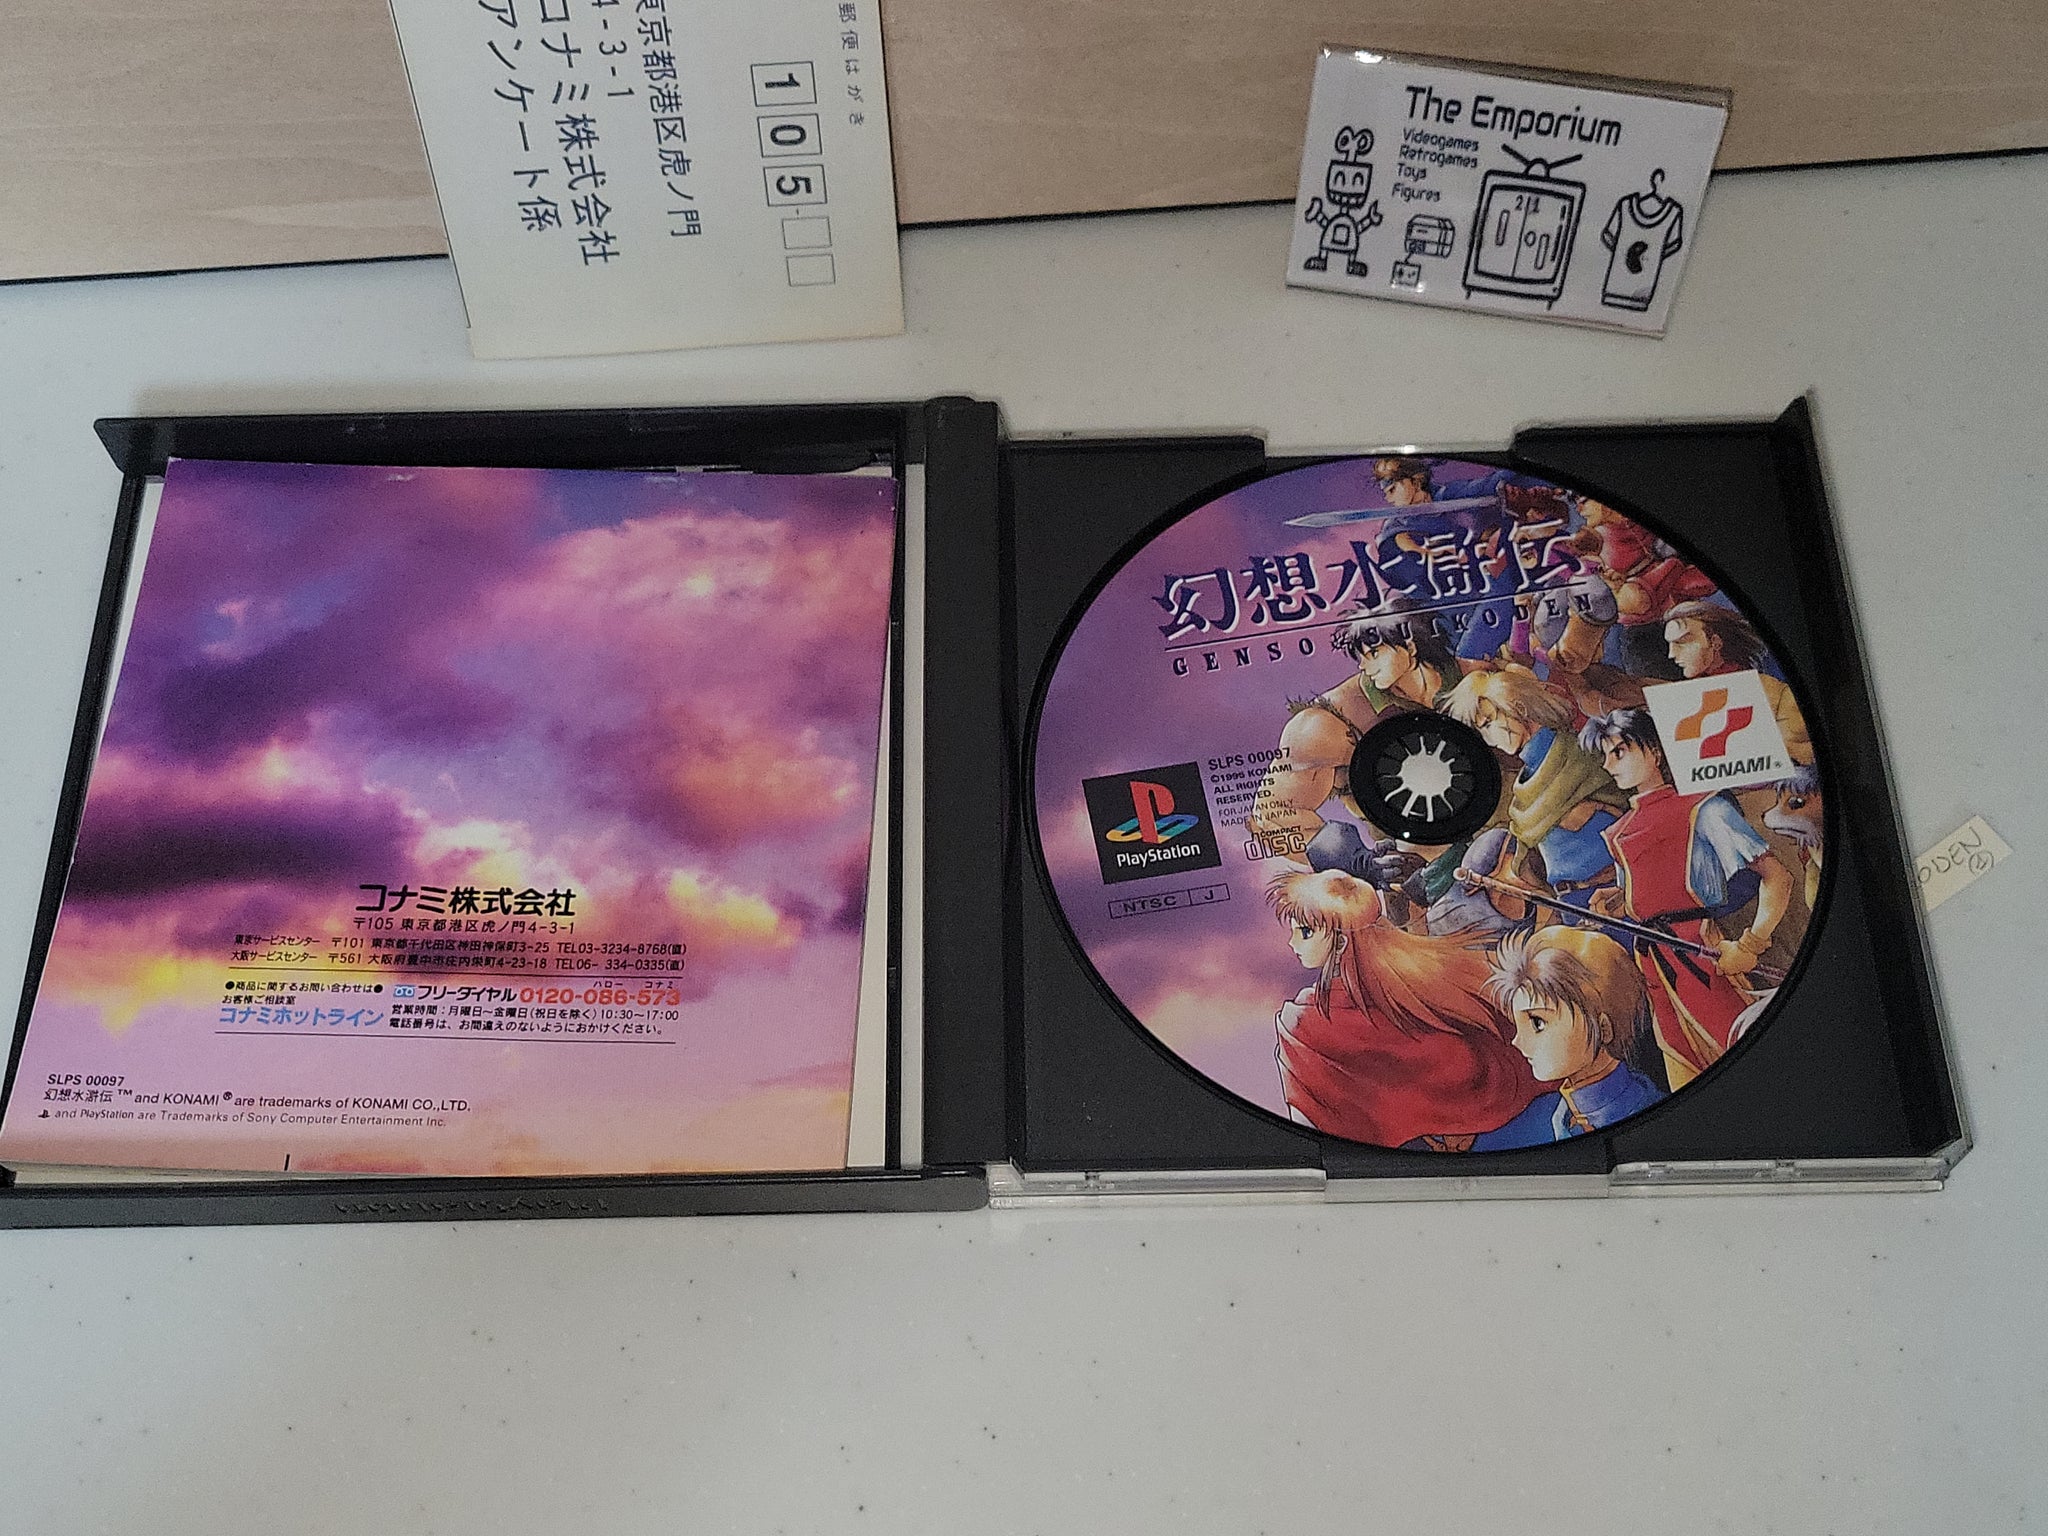 郵便はがき
105-
東京都港区虎ノ門
4-3-1
コナミ株式会社
アンケート係
The Emporium
Videogames
Retrogames
Toys
Figures
21
コナミ株式会社
〒105 東京都港区虎ノ門4-3-1
東京サービスセンター 〒101 東京都千代田区神田神保町3-25 TEL03-3234-8768(直)
大阪サービスセンター 〒561 大阪府豊中市庄内栄町4-23-18 TEL06- 334-0335(直)
●商品に関するお問い合わせは●
お客様ご相談室
コナミホットライン
ハロー コナミ
フリーダイヤル 0120-086-573
営業時間：月曜日〜金曜日(祝日を除く)10:30〜17:00
電話番号は、お間違えのないようにおかけください。
SLPS 00097
幻想水滸伝™ and KONAMI® are trademarks of KONAMI CO.,LTD.
and PlayStation are Trademarks of Sony Computer Entertainment Inc.
幻想水滸伝
GENSO SUIKODEN
KONAMI®
SLPS 00097
©1995 KONAMI
ALL RIGHTS
RESERVED.
FOR JAPAN ONLY
MADE IN JAPAN
COMPACT
disc
PlayStation
NTSC J
ODEN